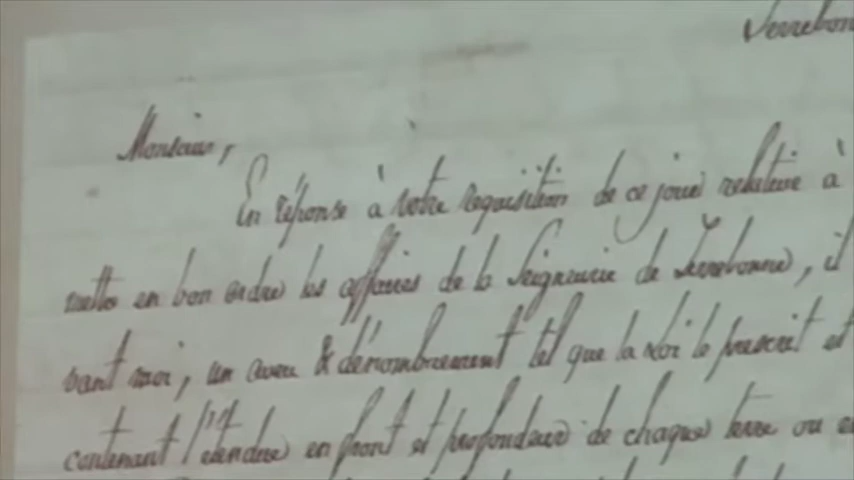 Terrebon
Monsieur,
En réponse à votre requisition de ce jour relative à
mettre en bon ordre les affaires de la Seigneurie de Terrebonne, il
vant moi, un aveu & dénombrement tel que la Loi le prescrit et
contenant l'étendue en front et profondeur de chaque terre ou e